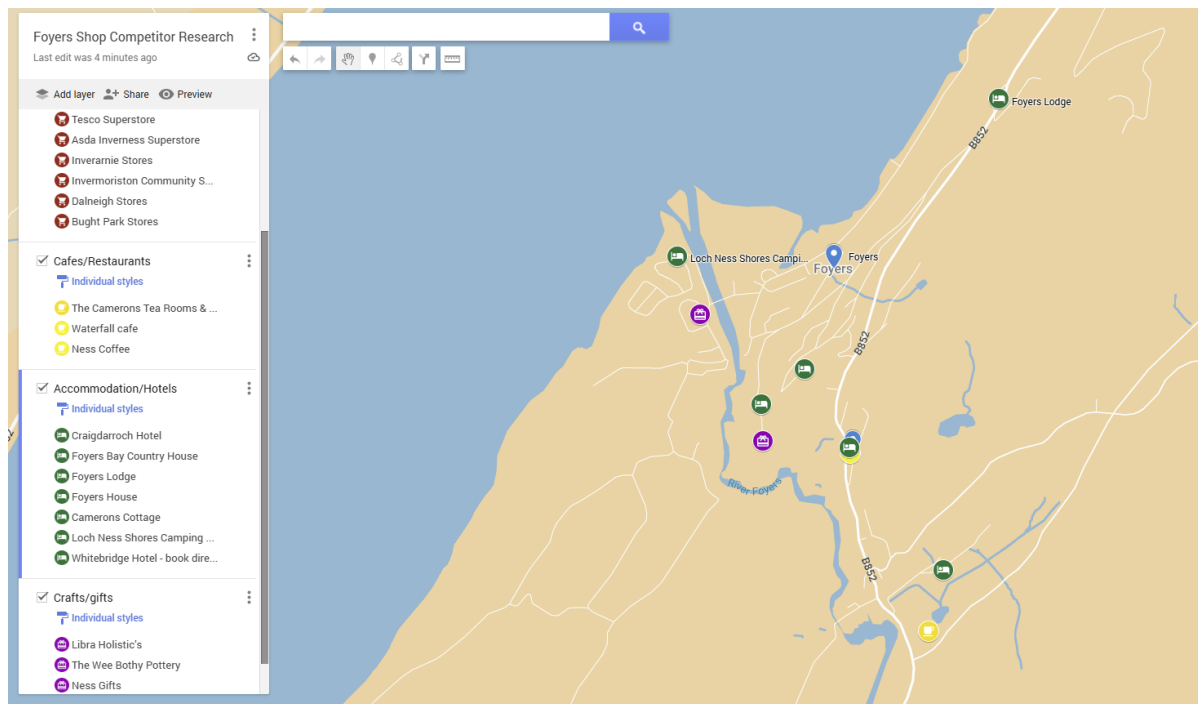 Foyers Shop Competitor Research
Last edit was 4 minutes ago
Add layer Share Preview
Tesco Superstore
Asda Inverness Superstore
Inverarnie Stores
Invermoriston Community S...
Dalneigh Stores
Bught Park Stores
Cafes/Restaurants
Individual styles
The Camerons Tea Rooms & ...
Waterfall cafe
Ness Coffee
Accommodation/Hotels
Individual styles
Craigdarroch Hotel
Foyers Bay Country House
Foyers Lodge
Foyers House
Camerons Cottage
Loch Ness Shores Camping ...
Whitebridge Hotel - book dire...
Crafts/gifts
Individual styles
Libra Holistic's
The Wee Bothy Pottery
Ness Gifts
Foyers Lodge
B852
Loch Ness Shores Campi...
Foyers
Foyers
B852
River Foyers
B852